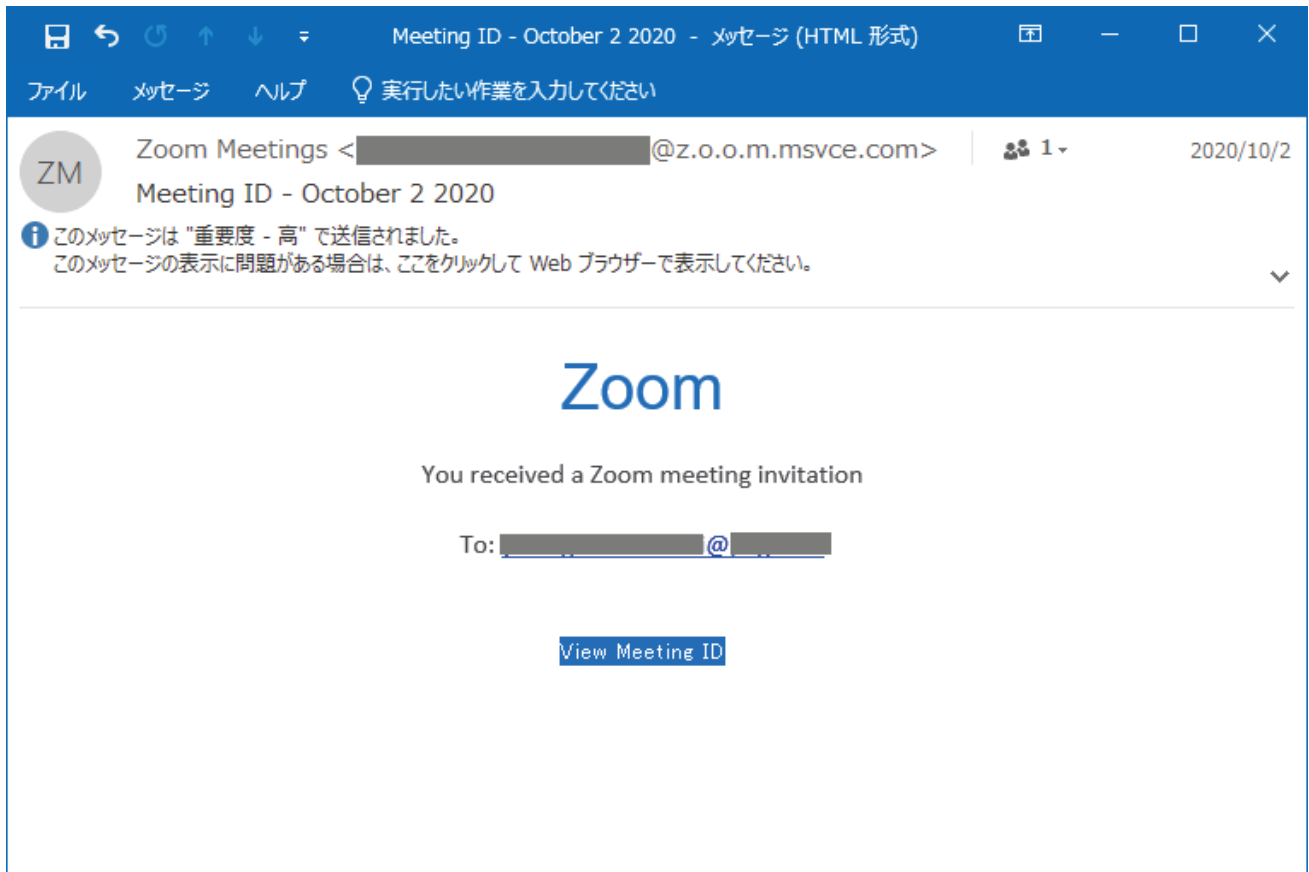 Meeting ID - October 2 2020 - メッセージ (HTML 形式)
ファイル メッセージ ヘルプ 実行したい作業を入力してください
ZM
Zoom Meetings < @z.o.o.m.msvce.com> 1 2020/10/2
Meeting ID - October 2 2020
このメッセージは "重要度 - 高" で送信されました。
このメッセージの表示に問題がある場合は、ここをクリックして Web ブラウザーで表示してください。
Zoom
You received a Zoom meeting invitation
To: @
View Meeting ID